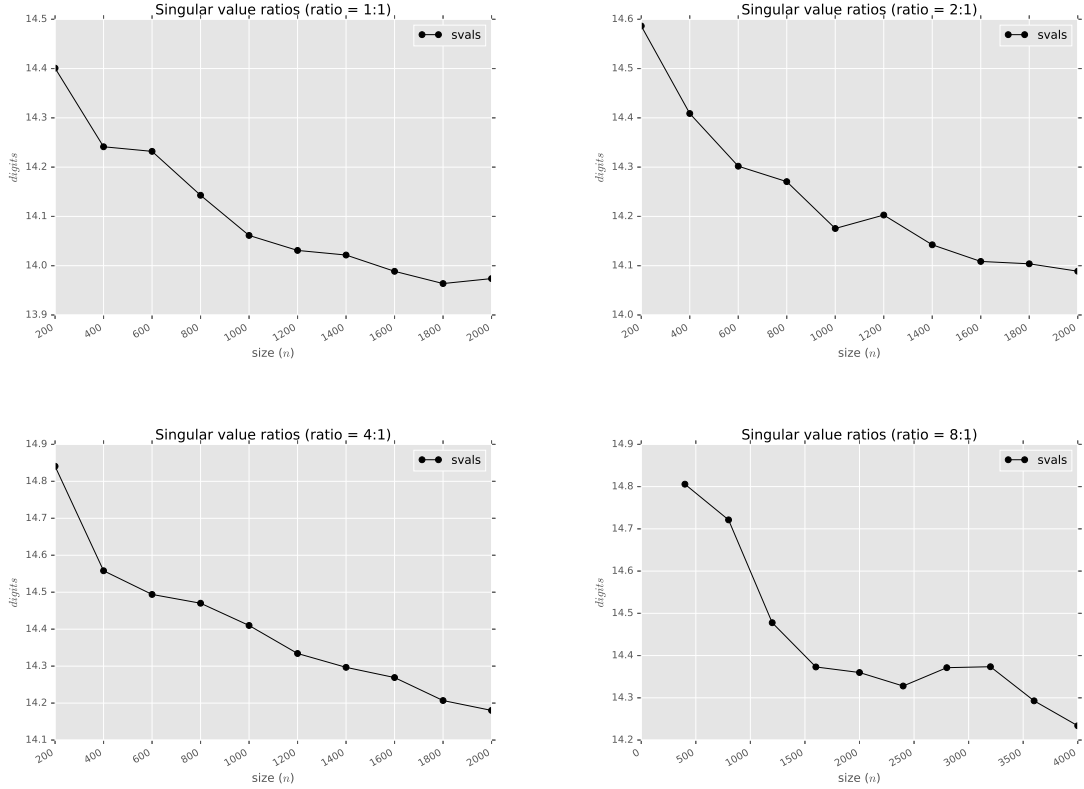 Singular value ratios (ratio = 1:1)
svals
14.5
14.4
14.3
14.2
14.1
14.0
13.9
digits
200 400 600 800 1000 1200 1400 1600 1800 2000
size (n)
Singular value ratios (ratio = 2:1)
svals
14.6
14.5
14.4
14.3
14.2
14.1
14.0
digits
200 400 600 800 1000 1200 1400 1600 1800 2000
size (n)
Singular value ratios (ratio = 4:1)
svals
14.9
14.8
14.7
14.6
14.5
14.4
14.3
14.2
14.1
digits
200 400 600 800 1000 1200 1400 1600 1800 2000
size (n)
Singular value ratios (ratio = 8:1)
svals
14.9
14.8
14.7
14.6
14.5
14.4
14.3
14.2
digits
0 500 1000 1500 2000 2500 3000 3500 4000
size (n)